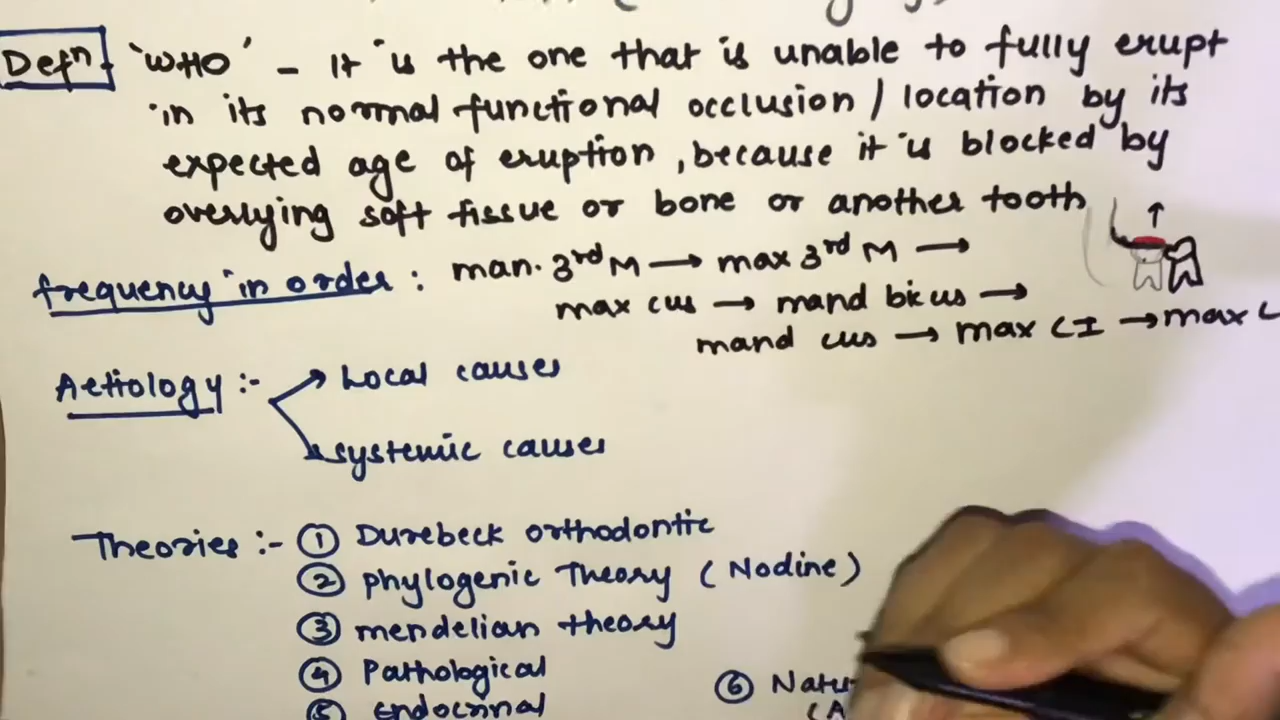 Defn 'WHO' - It is the one that is unable to fully erupt
in its normal functional occlusion / location by its
expected age of eruption, because it is blocked by
overlying soft tissue or bone or another tooth
frequency in order : man. 3rd M → max 3rd M →
max cus → mand bicus →
mand cus → max CI → max
Aetiology :- Local causes
systemic causes
Theories :- ① Durebeck orthodontic
② Phylogenic Theory (Nodine)
③ mendelian theory
④ Pathological
⑤ Endocrinal
⑥